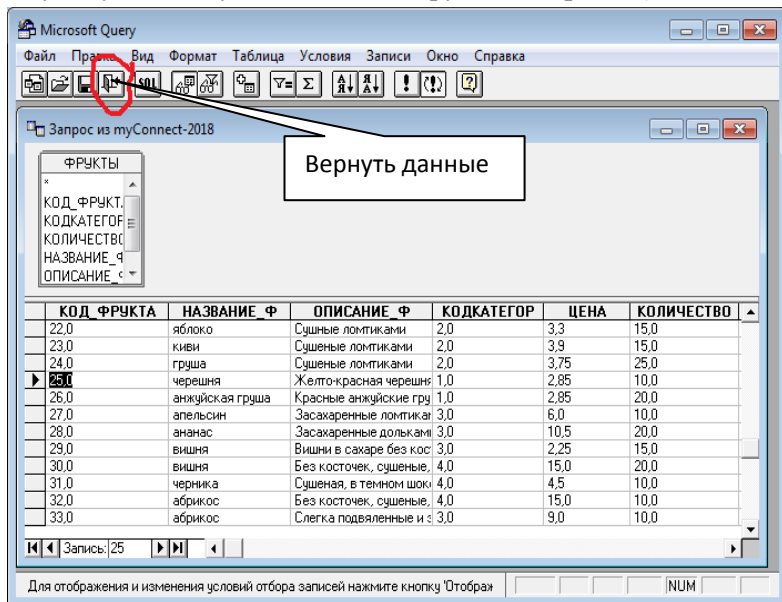 Microsoft Query
Файл Правка Вид Формат Таблица Условия Записи Окно Справка
SQL
Запрос из myConnect-2018
Вернуть данные
ФРУКТЫ
*
КОД_ФРУКТ
КОДКАТЕГОР
КОЛИЧЕСТВО
НАЗВАНИЕ_Ф
ОПИСАНИЕ_
КОД_ФРУКТА НАЗВАНИЕ_Ф ОПИСАНИЕ_Ф КОДКАТЕГОР ЦЕНА КОЛИЧЕСТВО
22,0 яблоко Сушные ломтиками 2,0 3,3 15,0
23,0 киви Сушеные ломтиками 2,0 3,9 15,0
24,0 груша Сушеные ломтиками 2,0 3,75 25,0
25,0 черешня Желто-красная черешня 1,0 2,85 10,0
26,0 анжуйская груша Красные анжуйские гру 1,0 2,85 20,0
27,0 апельсин Засахаренные ломтикам 3,0 6,0 10,0
28,0 ананас Засахаренные дольками 3,0 10,5 20,0
29,0 вишня Вишни в сахаре без кос 3,0 2,25 15,0
30,0 вишня Без косточек, сушеные, 4,0 15,0 20,0
31,0 черника Сушеная, в темном шок 4,0 4,5 10,0
32,0 абрикос Без косточек, сушеные, 4,0 15,0 10,0
33,0 абрикос Слегка подвяленные и з 3,0 9,0 10,0
Запись: 25
Для отображения и изменения условий отбора записей нажмите кнопку 'Отображ NUM